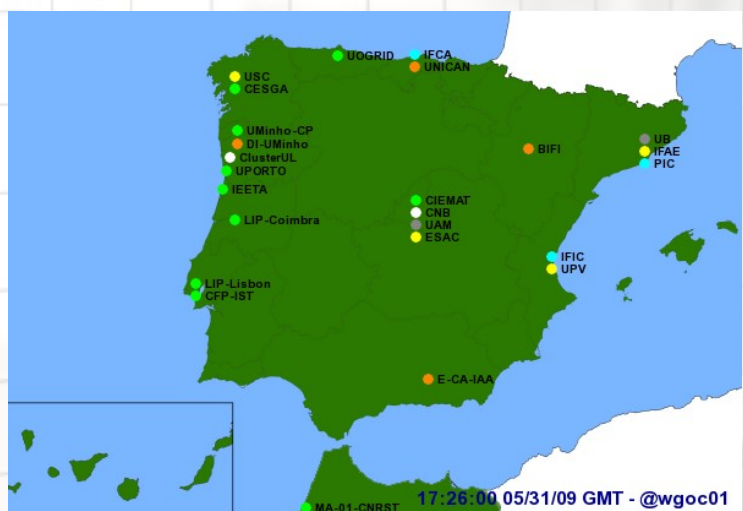 UOGRID
IFCA
UNICAN
USC
CESGA
UMinho-CP
DI-UMinho
ClusterUL
UPORTO
IEETA
LIP-Coimbra
BIFI
UB
IFAE
PIC
CIEMAT
CNB
UAM
ESAC
IFIC
UPV
LIP-Lisbon
CFP-IST
E-CA-IAA
MA-01-CNRST
17:26:00 05/31/09 GMT - @wgoc01